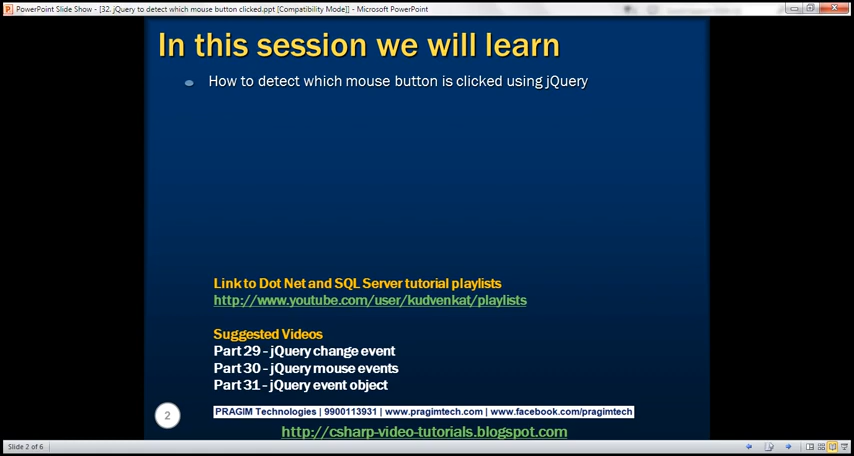 PowerPoint Slide Show - [32. jQuery to detect which mouse button clicked.ppt [Compatibility Mode]] - Microsoft PowerPoint
In this session we will learn
How to detect which mouse button is clicked using jQuery
Link to Dot Net and SQL Server tutorial playlists
http://www.youtube.com/user/kudvenkat/playlists
Suggested Videos
Part 29 - jQuery change event
Part 30 - jQuery mouse events
Part 31 - jQuery event object
2
PRAGIM Technologies | 9900113931 | www.pragimtech.com | www.facebook.com/pragimtech
http://csharp-video-tutorials.blogspot.com
Slide 2 of 6